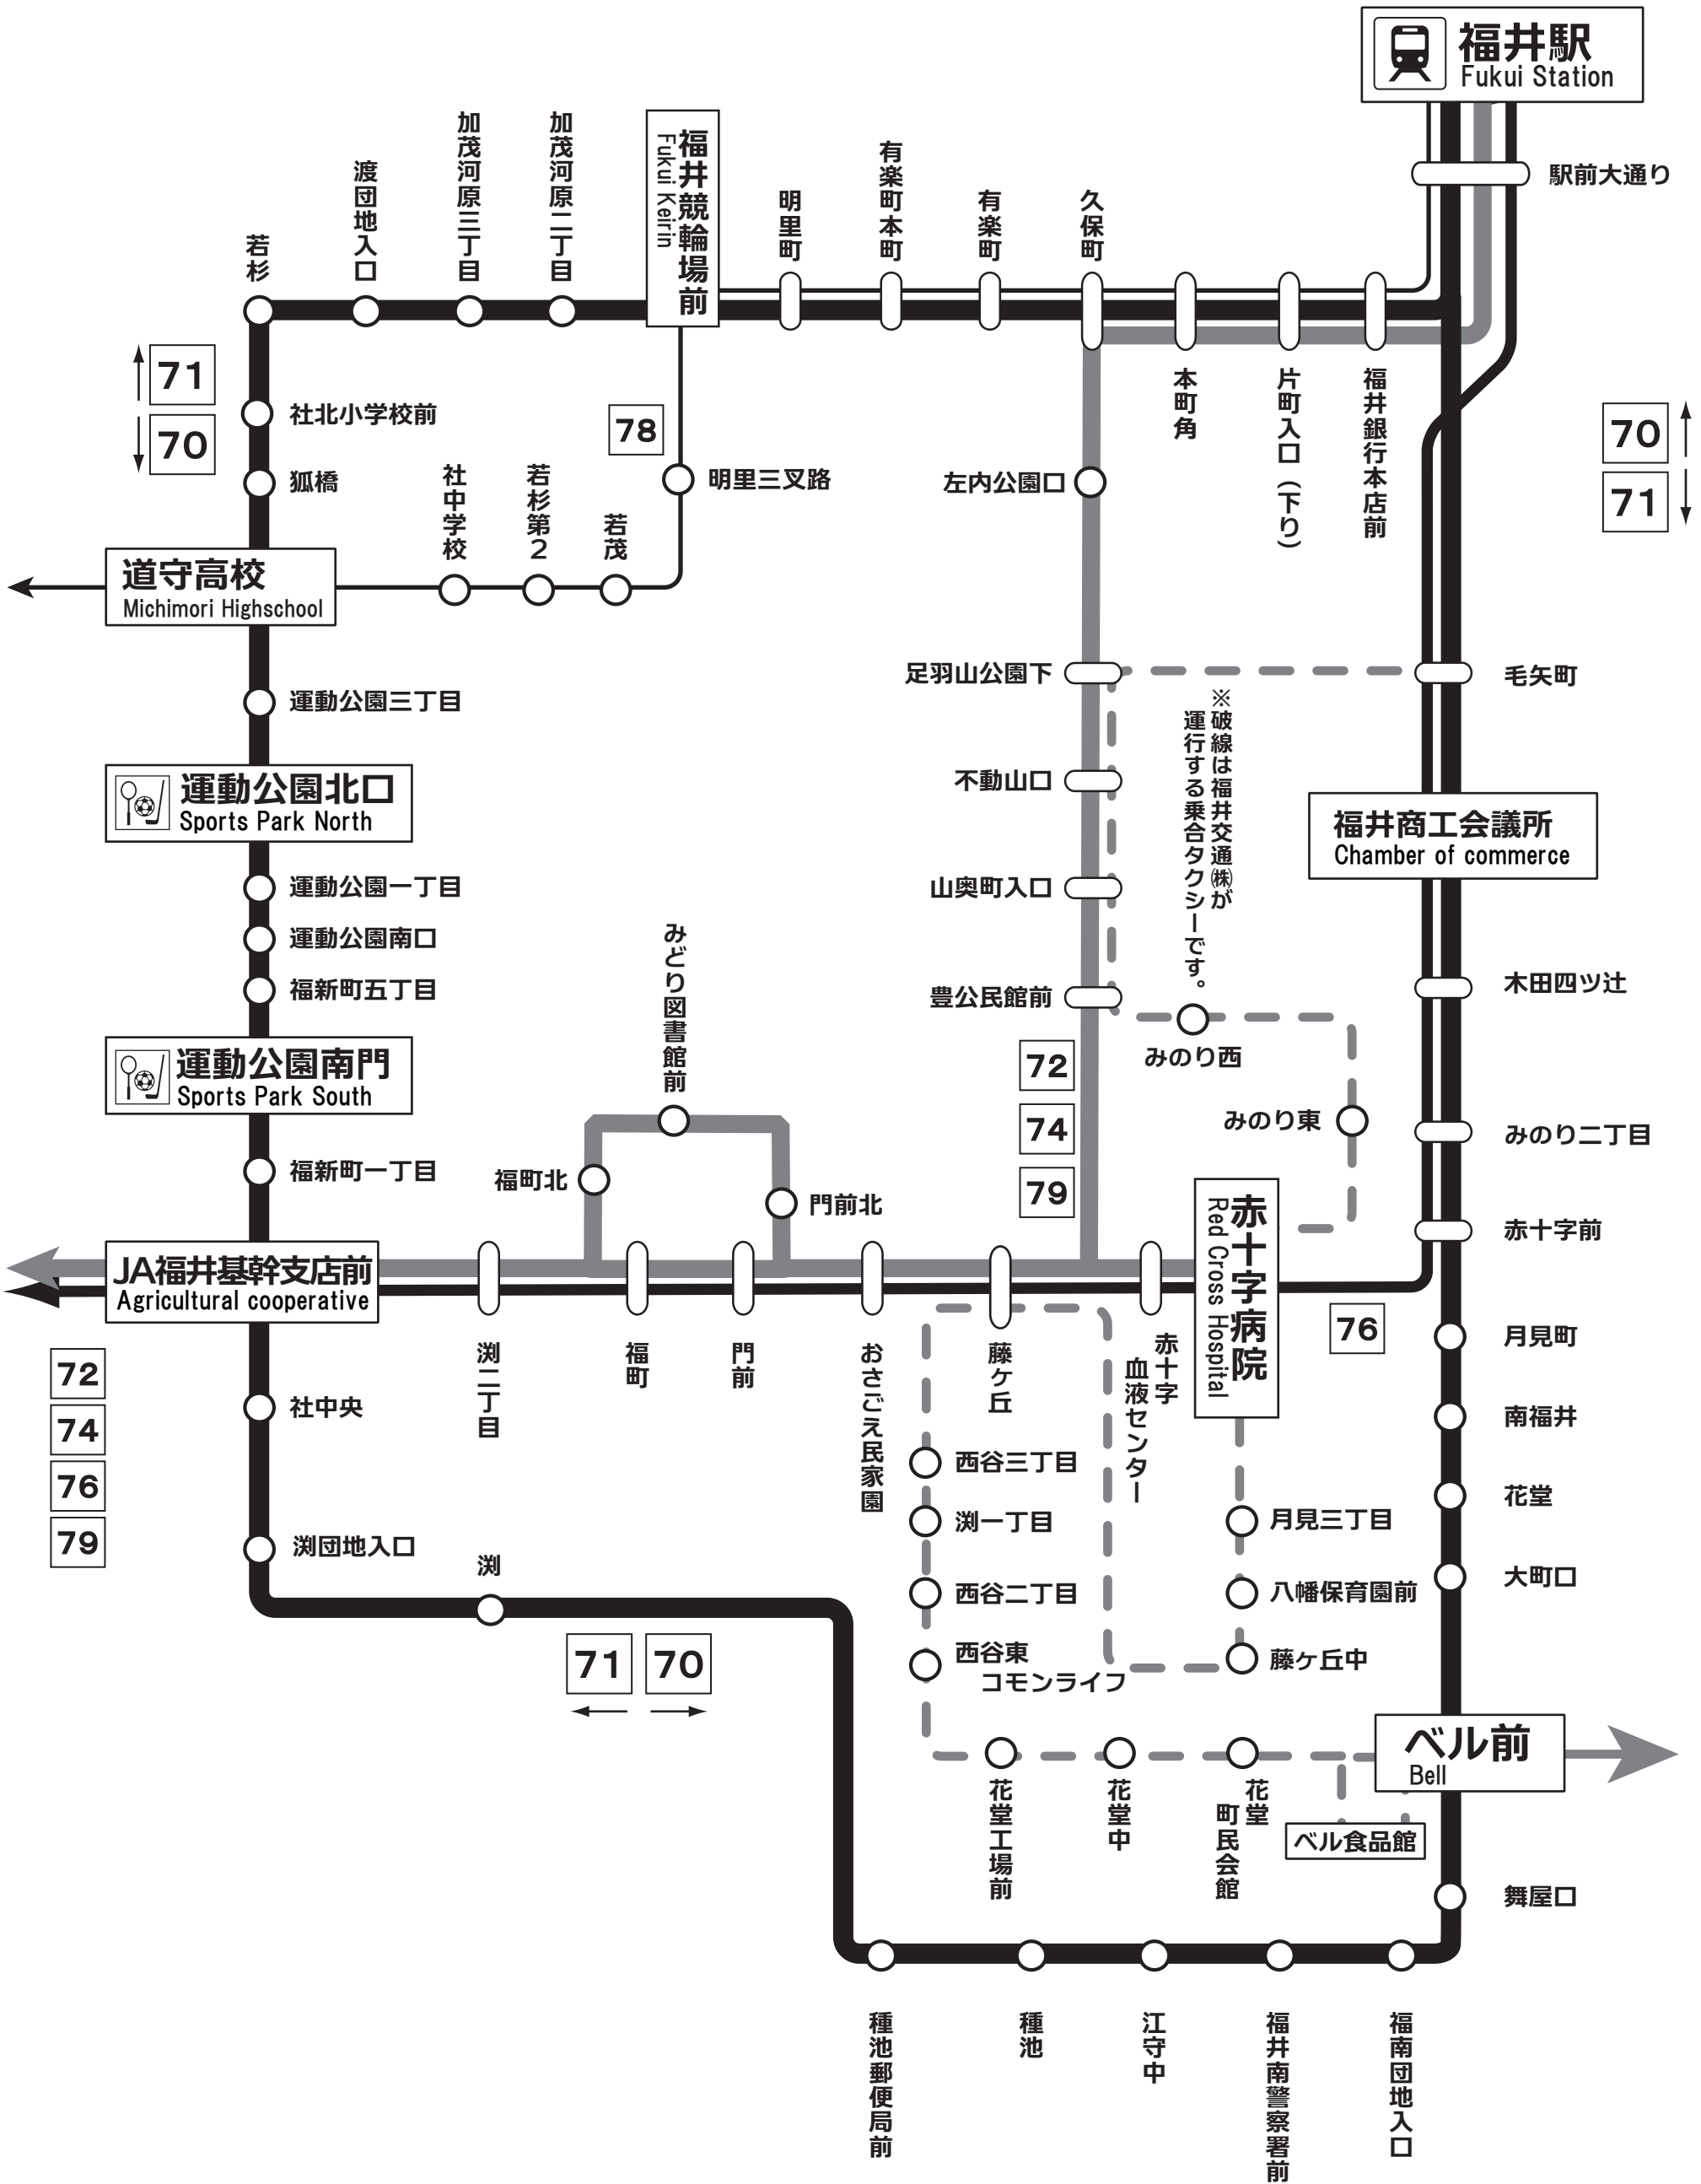 福井駅
Fukui Station
駅前大通り
加茂河原三丁目
加茂河原二丁目
渡団地入口
若杉
福井競輪場前
Fukui Keirin
明里町
有楽町本町
有楽町
久保町
71
70
社北小学校前
狐橋
78
明里三叉路
社中学校
若杉第2
若茂
左内公園口
本町角
片町入口（下り）
福井銀行本店前
70
71
道守高校
Michimori Highschool
運動公園三丁目
足羽山公園下
毛矢町
※破線は福井交通㈱が
運行する乗合タクシーです。
不動山口
運動公園北口
Sports Park North
福井商工会議所
Chamber of commerce
運動公園一丁目
山奥町入口
運動公園南口
福新町五丁目
みどり図書館前
豊公民館前
木田四ツ辻
みのり西
運動公園南門
Sports Park South
72
74
79
みのり東
みのり二丁目
福新町一丁目
福町北
門前北
赤十字病院
Red Cross Hospital
赤十字前
JA福井基幹支店前
Agricultural cooperative
76
月見町
72
74
76
79
渕二丁目
福町
門前
おさごえ民家園
藤ヶ丘
赤十字
血液センター
社中央
南福井
西谷三丁目
花堂
渕一丁目
月見三丁目
渕団地入口
渕
西谷二丁目
八幡保育園前
大町口
西谷東
コモンライフ
藤ヶ丘中
71
70
ベル前
Bell
花堂工場前
花堂中
花堂
町民会館
ベル食品館
舞屋口
種池郵便局前
種池
江守中
福井南警察署前
福南団地入口